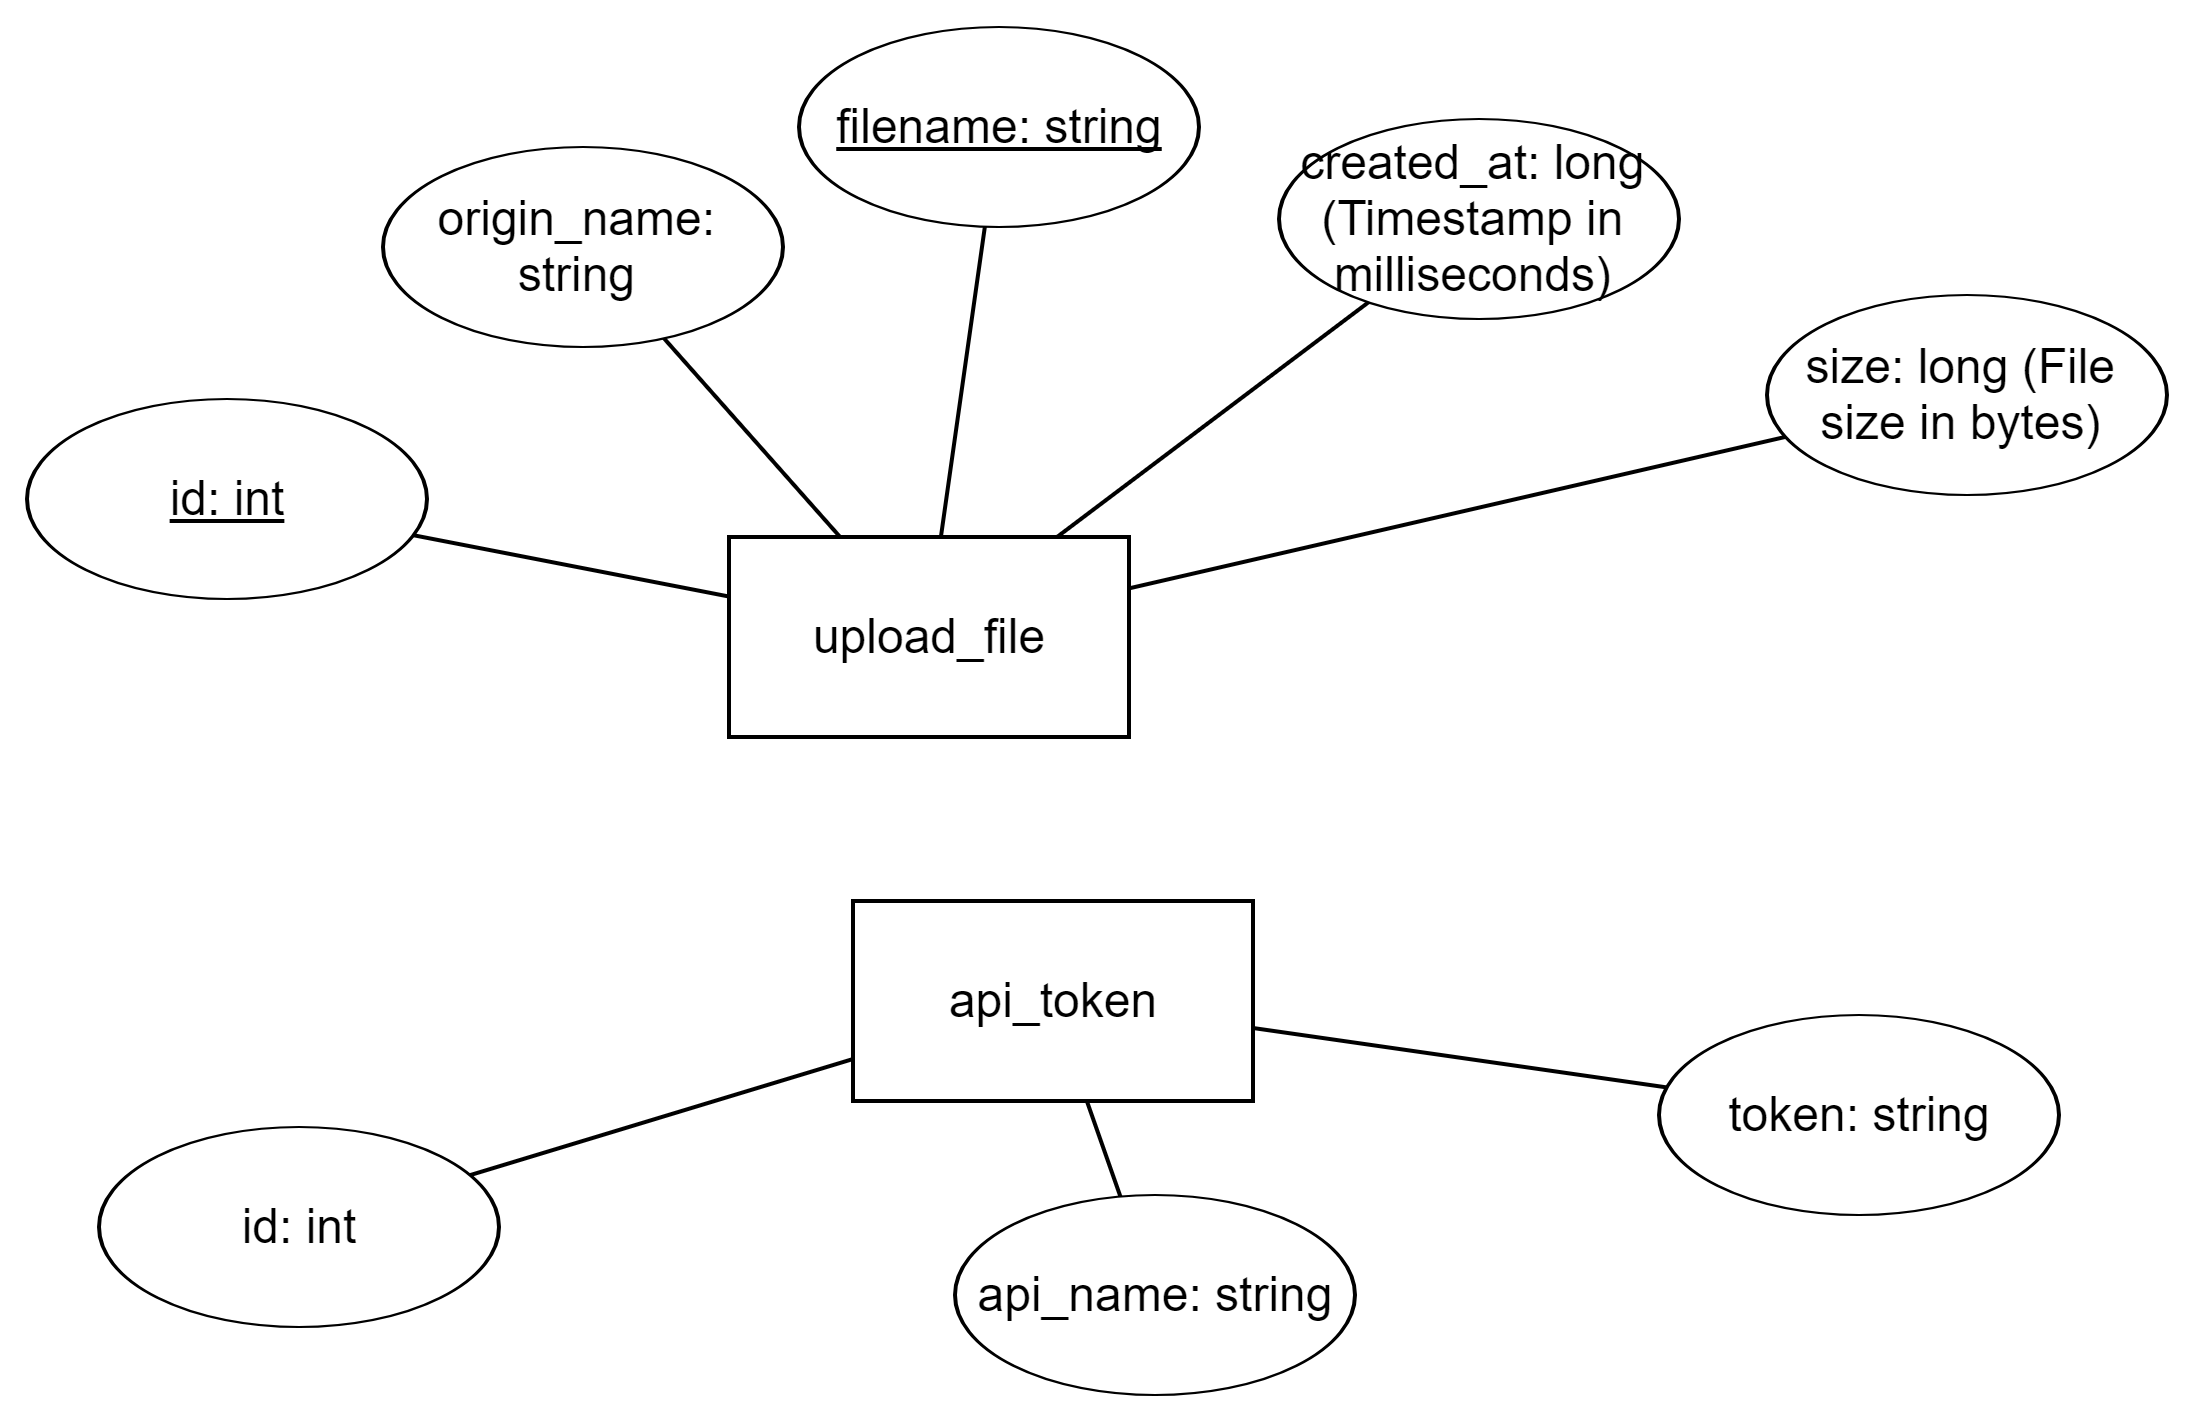 filename: string
created_at: long
(Timestamp in
milliseconds)
origin_name:
string
size: long (File
size in bytes)
id: int
upload_file
api_token
token: string
id: int
api_name: string